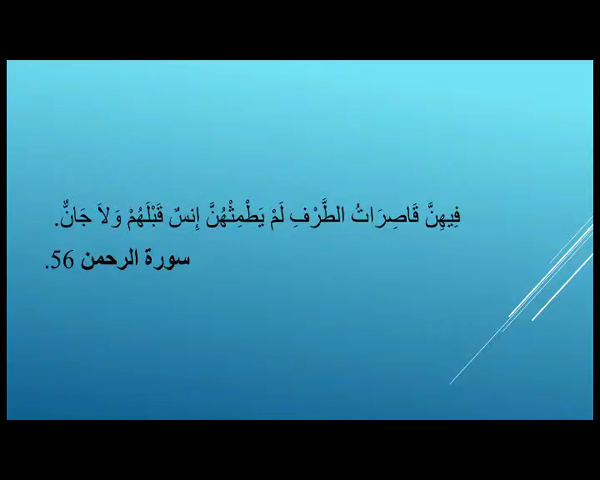 فِيهِنَّ قَاصِرَاتُ الطَّرْفِ لَمْ يَطْمِثْهُنَّ إِنسٌ قَبْلَهُمْ وَلاَ جَانٌّ.
سورة الرحمن 56.